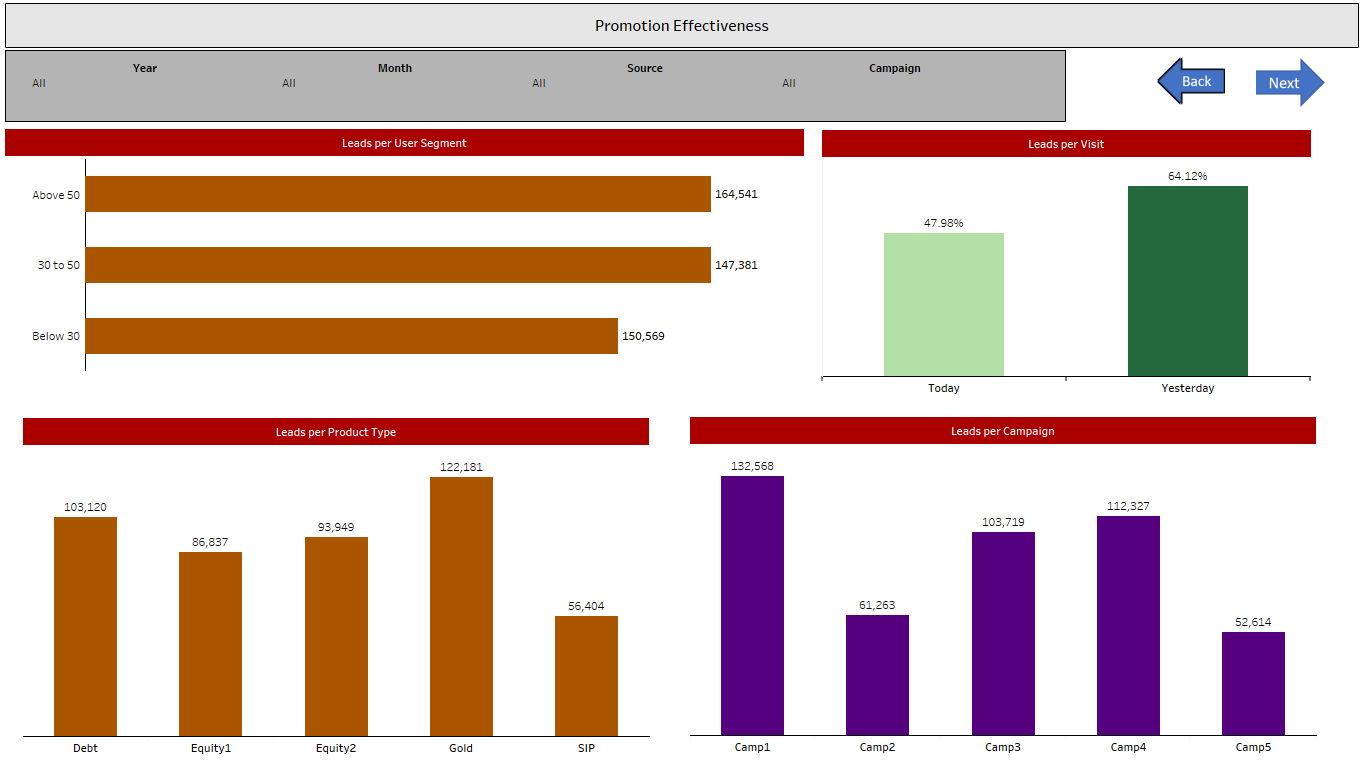 Promotion Effectiveness
Year Month Source Campaign
All All All All
Back Next
Leads per User Segment
Above 50 164,541
30 to 50 147,381
Below 30 150,569
Leads per Visit
47.98% 64.12%
Today Yesterday
Leads per Product Type
103,120 86,837 93,949 122,181 56,404
Debt Equity1 Equity2 Gold SIP
Leads per Campaign
132,568 61,263 103,719 112,327 52,614
Camp1 Camp2 Camp3 Camp4 Camp5